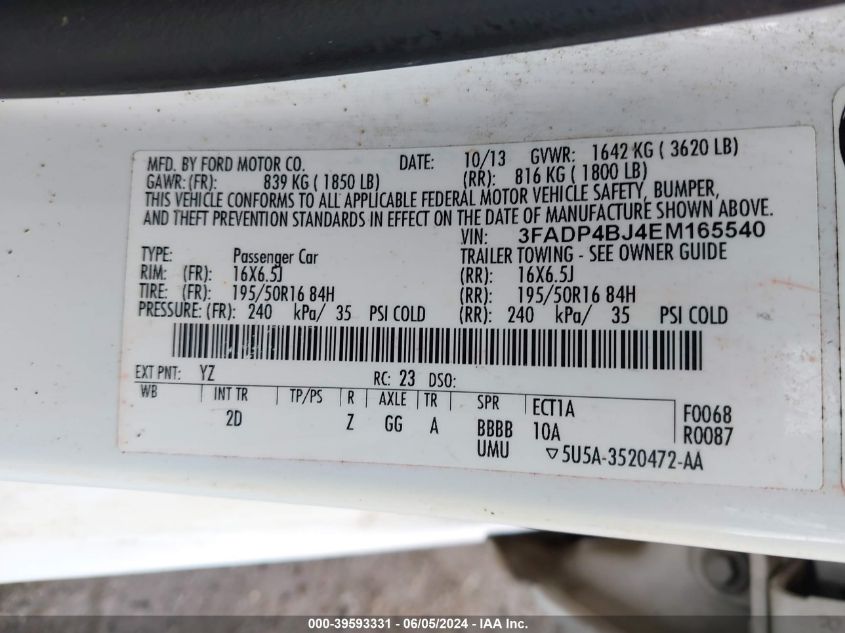 MFD. BY FORD MOTOR CO. DATE: 10/13 GVWR: 1642 KG ( 3620 LB)
GAWR: (FR): 839 KG ( 1850 LB) (RR): 816 KG ( 1800 LB)
THIS VEHICLE CONFORMS TO ALL APPLICABLE FEDERAL MOTOR VEHICLE SAFETY, BUMPER,
AND THEFT PREVENTION STANDARDS IN EFFECT ON THE DATE OF MANUFACTURE SHOWN ABOVE.
VIN: 3FADP4BJ4EM165540
TYPE: Passenger Car TRAILER TOWING - SEE OWNER GUIDE
RIM: (FR): 16X6.5J (RR): 16X6.5J
TIRE: (FR): 195/50R16 84H (RR): 195/50R16 84H
PRESSURE: (FR): 240 kPa/ 35 PSI COLD (RR): 240 kPa/ 35 PSI COLD
EXT PNT: YZ RC: 23 DSO:
WB INT TR TP/PS R AXLE TR SPR ECT1A F0068
2D Z GG A BBBB 10A R0087
UMU ▽5U5A-3520472-AA
000-39593331 - 06/05/2024 - IAA Inc.